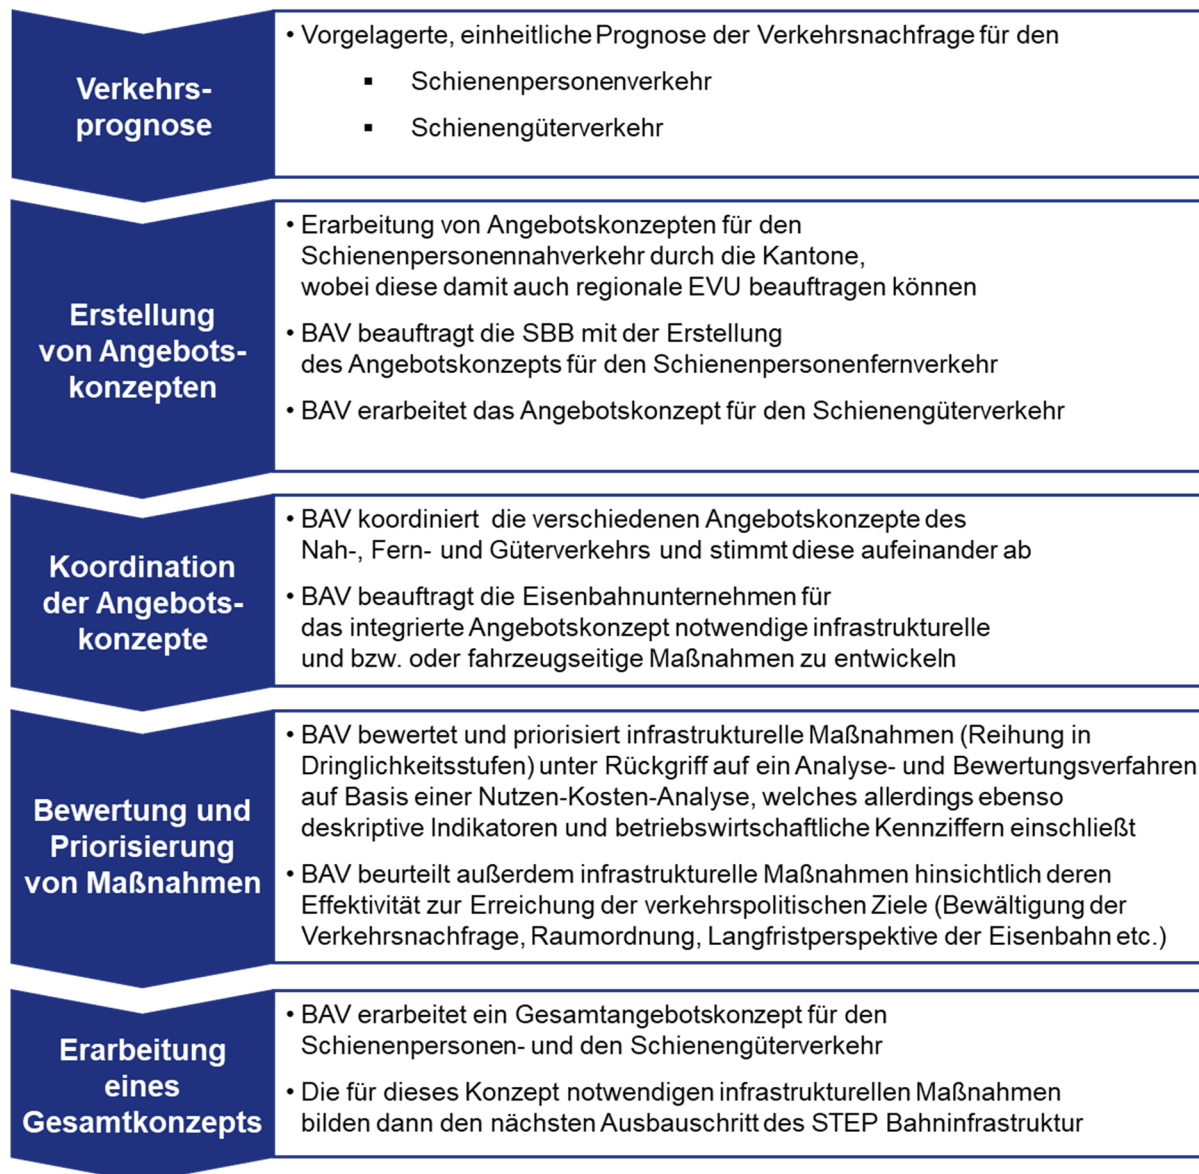 Verkehrs-
prognose
• Vorgelagerte, einheitliche Prognose der Verkehrsnachfrage für den
▪ Schienenpersonenverkehr
▪ Schienengüterverkehr
Erstellung
von Angebots-
konzepten
• Erarbeitung von Angebotskonzepten für den
Schienenpersonennahverkehr durch die Kantone,
wobei diese damit auch regionale EVU beauftragen können
• BAV beauftragt die SBB mit der Erstellung
des Angebotskonzepts für den Schienenpersonenfernverkehr
• BAV erarbeitet das Angebotskonzept für den Schienengüterverkehr
Koordination
der Angebots-
konzepte
• BAV koordiniert die verschiedenen Angebotskonzepte des
Nah-, Fern- und Güterverkehrs und stimmt diese aufeinander ab
• BAV beauftragt die Eisenbahnunternehmen für
das integrierte Angebotskonzept notwendige infrastrukturelle
und bzw. oder fahrzeugseitige Maßnahmen zu entwickeln
Bewertung und
Priorisierung
von Maßnahmen
• BAV bewertet und priorisiert infrastrukturelle Maßnahmen (Reihung in
Dringlichkeitsstufen) unter Rückgriff auf ein Analyse- und Bewertungsverfahren
auf Basis einer Nutzen-Kosten-Analyse, welches allerdings ebenso
deskriptive Indikatoren und betriebswirtschaftliche Kennziffern einschließt
• BAV beurteilt außerdem infrastrukturelle Maßnahmen hinsichtlich deren
Effektivität zur Erreichung der verkehrspolitischen Ziele (Bewältigung der
Verkehrsnachfrage, Raumordnung, Langfristperspektive der Eisenbahn etc.)
Erarbeitung
eines
Gesamtkonzepts
• BAV erarbeitet ein Gesamtangebotskonzept für den
Schienenpersonen- und den Schienengüterverkehr
• Die für dieses Konzept notwendigen infrastrukturellen Maßnahmen
bilden dann den nächsten Ausbauschritt des STEP Bahninfrastruktur